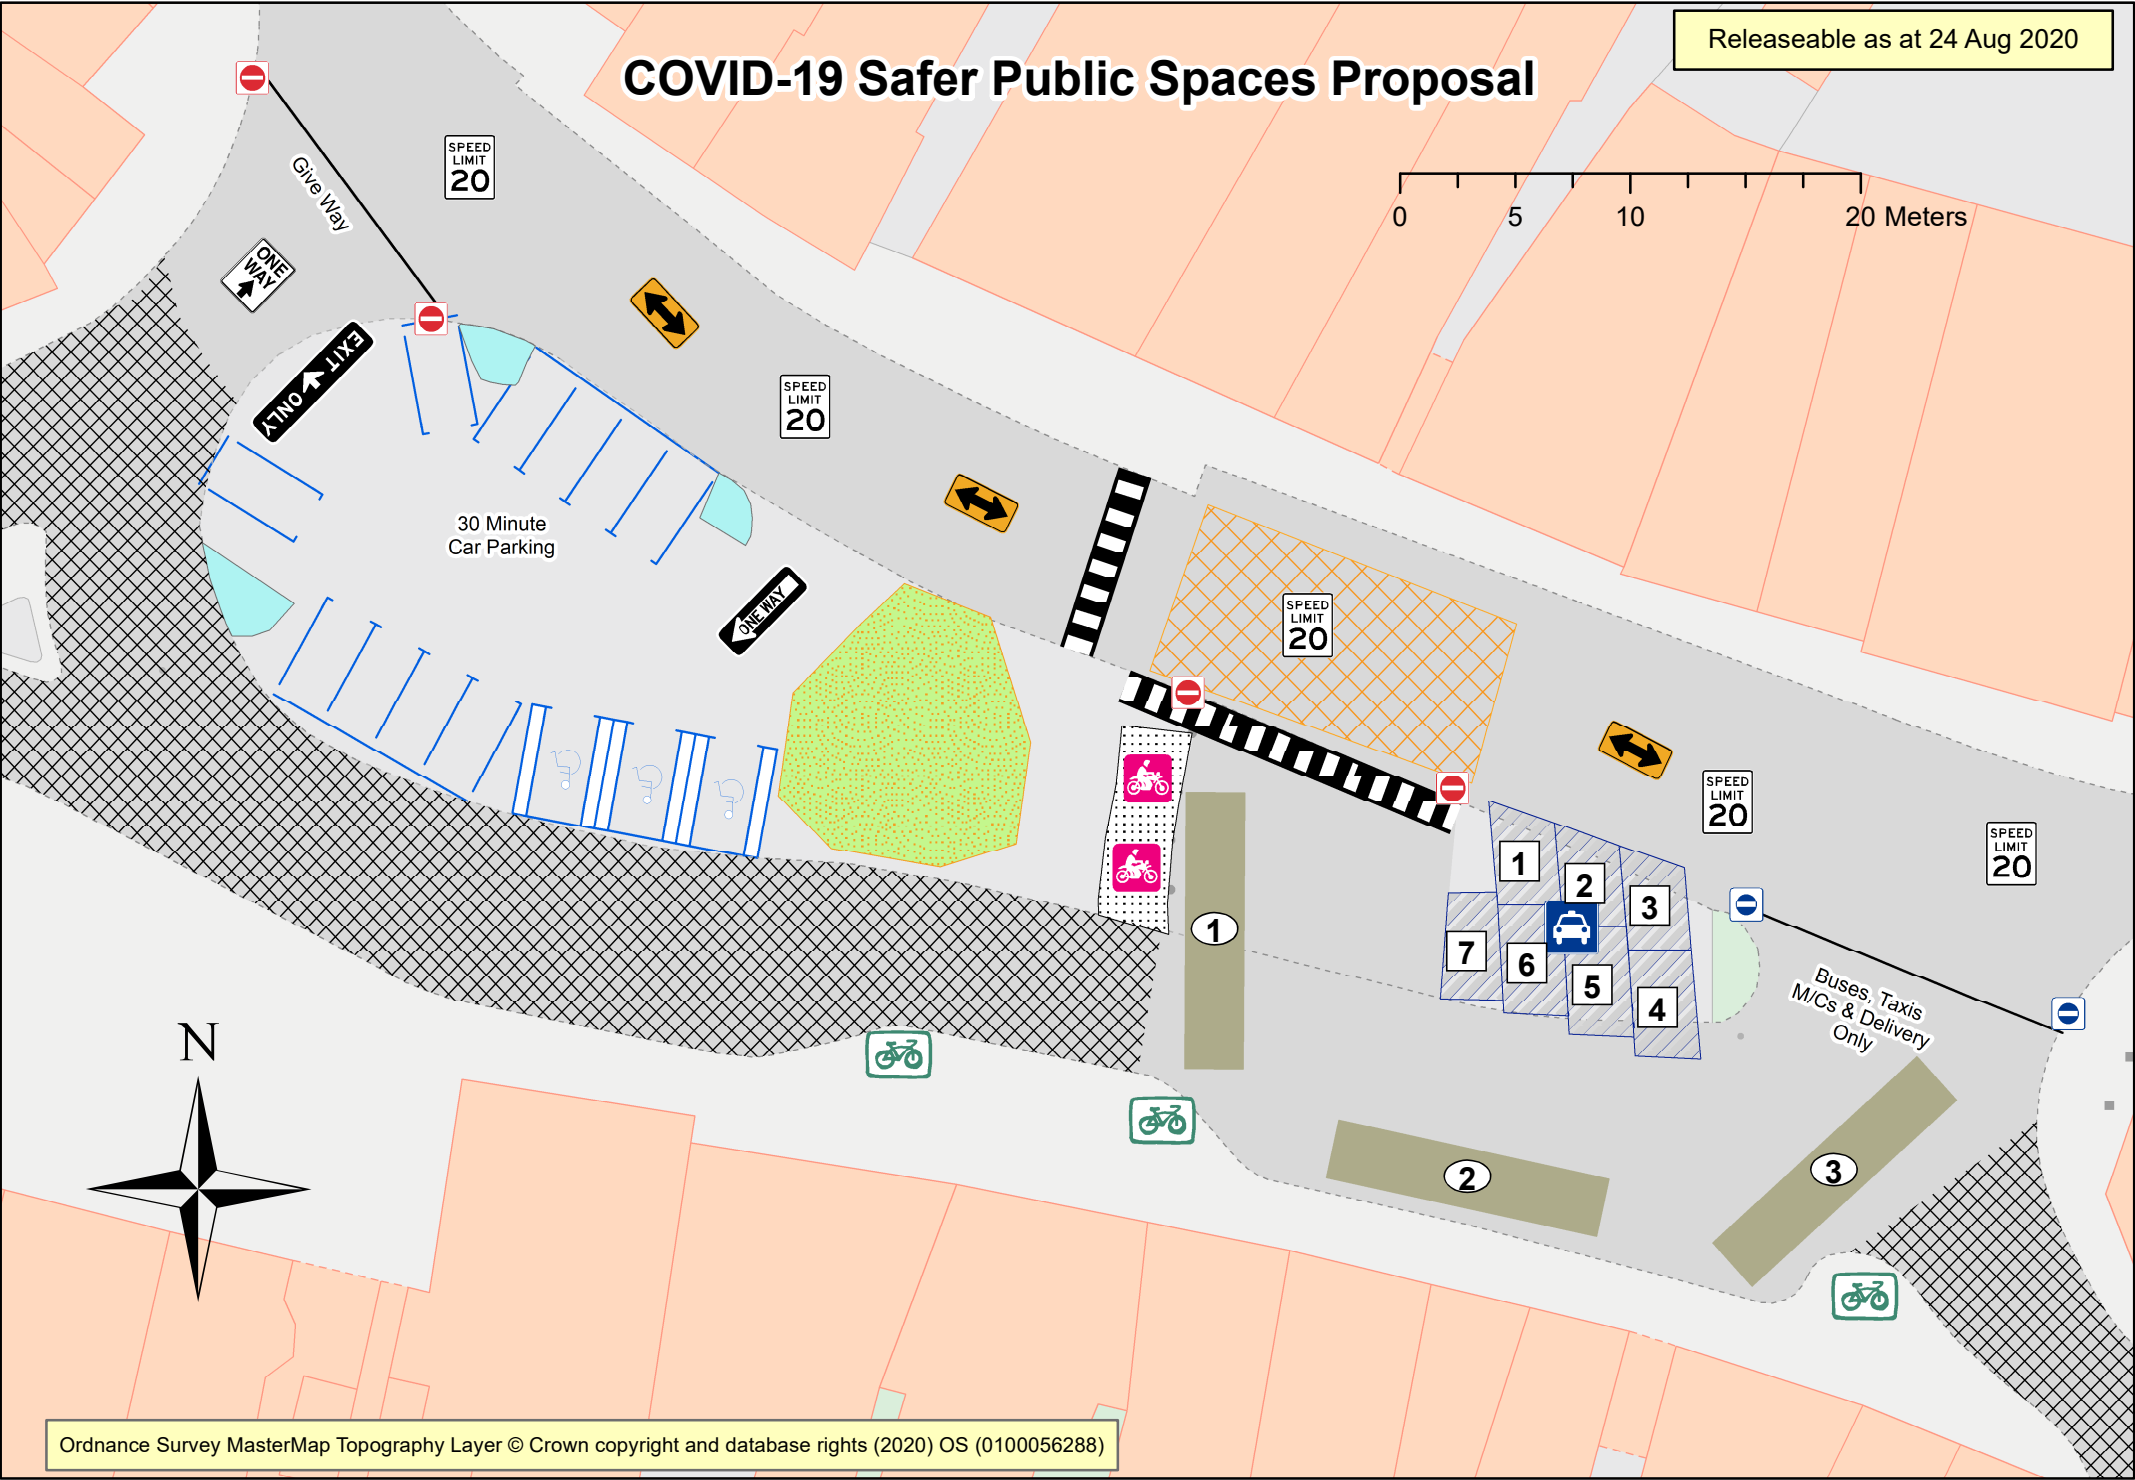 Releaseable as at 24 Aug 2020
COVID-19 Safer Public Spaces Proposal
0 5 10 20 Meters
SPEED
LIMIT
20
Give Way
ONE
WAY
EXIT ONLY
SPEED
LIMIT
20
30 Minute
Car Parking
ONE WAY
SPEED
LIMIT
20
SPEED
LIMIT
20
SPEED
LIMIT
20
1
2
3
7
6
5
4
1
Buses, Taxis
M/Cs & Delivery
Only
2
3
N
Ordnance Survey MasterMap Topography Layer © Crown copyright and database rights (2020) OS (0100056288)